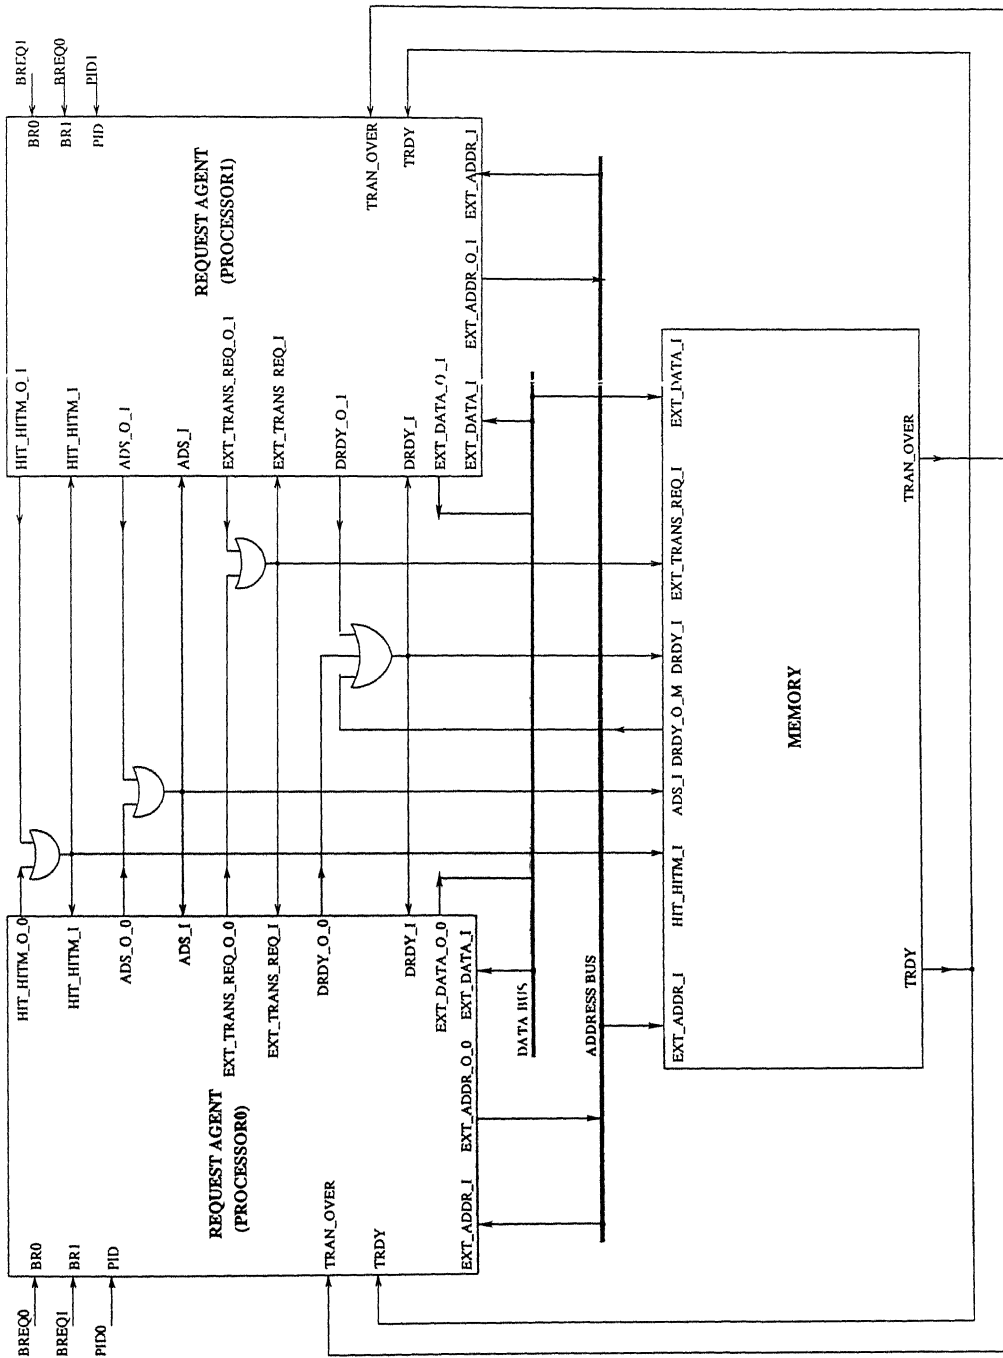 BREQ0
BREQ1
PID0
BR0
BR1
PID
REQUEST AGENT
(PROCESSOR0)
TRAN_OVER
TRDY
HIT_HITM_O_0
HIT_HITM_I
ADS_O_0
ADS_I
EXT_TRANS_REQ_O_0
EXT_TRANS_REQ_I
DRDY_O_0
DRDY_I
EXT_DATA_O_0
EXT_DATA_I
EXT_ADDR_O_0
EXT_ADDR_I
BREQ1
BREQ0
PID1
BR0
BR1
PID
REQUEST AGENT
(PROCESSOR1)
TRAN_OVER
TRDY
HIT_HITM_O_1
HIT_HITM_I
ADS_O_1
ADS_I
EXT_TRANS_REQ_O_1
EXT_TRANS REQ_I
DRDY_O_1
DRDY_I
EXT_DATA_O_1
EXT_DATA_I
EXT_ADDR_O_1
EXT_ADDR_I
DATA BUS
ADDRESS BUS
EXT_ADDR_I
HIT_HITM_I
ADS_I
DRDY_O_M
DRDY_I
EXT_TRANS_REQ_I
EXT_DATA_I
MEMORY
TRDY
TRAN_OVER